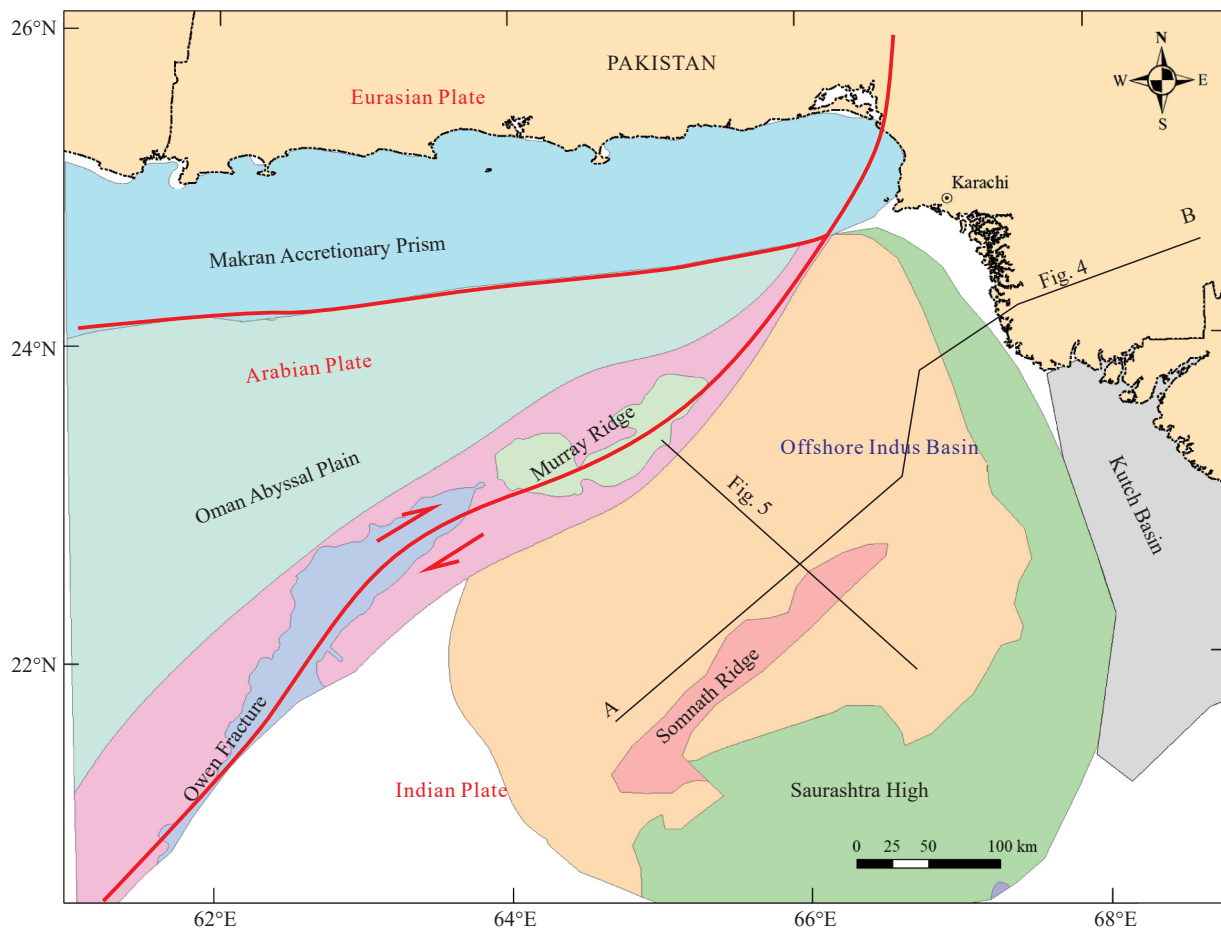 26°N
PAKISTAN
N
W
E
S
Eurasian Plate
Karachi
B
Makran Accretionary Prism
Fig. 4
24°N
Arabian Plate
Murray Ridge
Offshore Indus Basin
Oman Abyssal Plain
Fig. 5
Kutch Basin
22°N
A
Somnath Ridge
Owen Fracture
Indian Plate
Saurashtra High
0 25 50 100 km
62°E 64°E 66°E 68°E